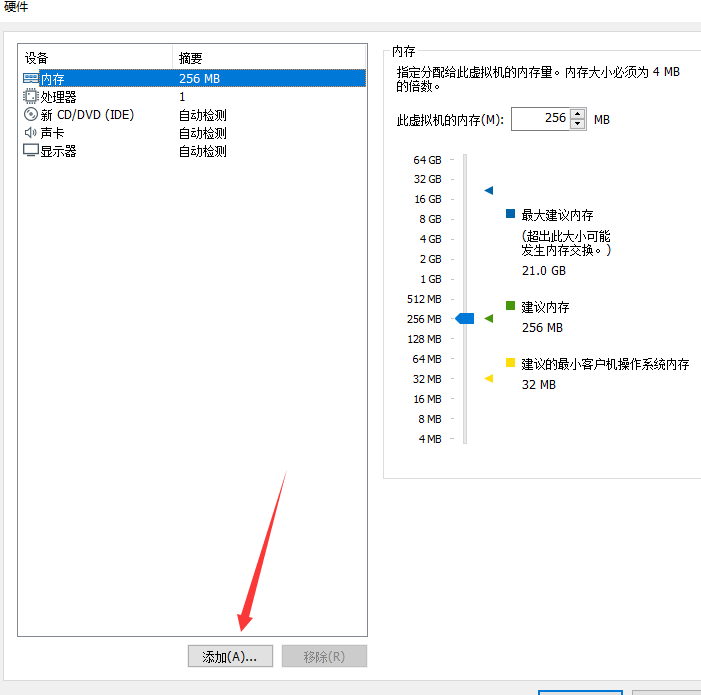 硬件
设备 摘要
内存 256 MB
处理器 1
新 CD/DVD (IDE) 自动检测
声卡 自动检测
显示器 自动检测
添加(A)... 移除(R)
内存
指定分配给此虚拟机的内存量。内存大小必须为 4 MB
的倍数。
此虚拟机的内存(M): 256 MB
64 GB
32 GB
16 GB
8 GB
4 GB
2 GB
1 GB
512 MB
256 MB
128 MB
64 MB
32 MB
16 MB
8 MB
4 MB
最大建议内存
(超出此大小可能
发生内存交换。)
21.0 GB
建议内存
256 MB
建议的最小客户机操作系统内存
32 MB